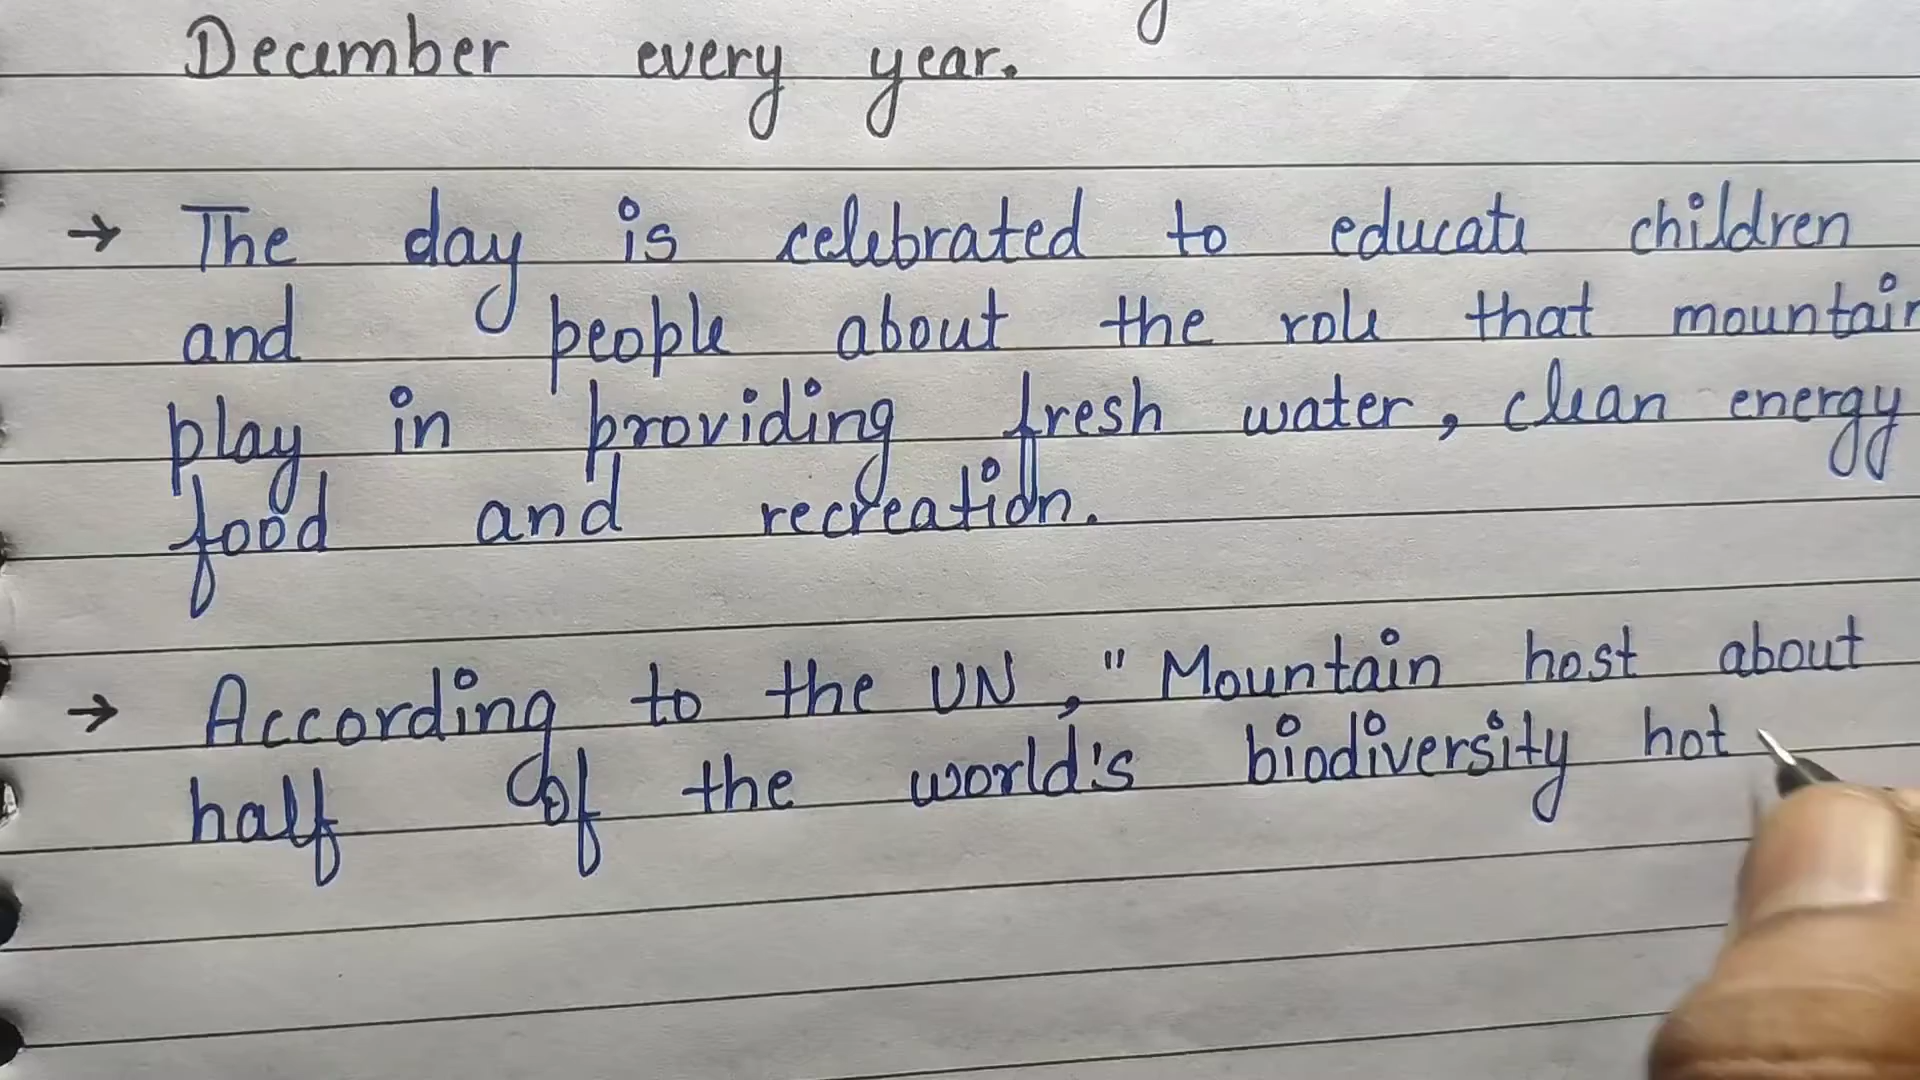 December every year.
→ The day is celebrated to educate children
and people about the role that mountain
play in providing fresh water, clean energy
food and recreation.
→ According to the UN, "Mountain host about
half of the world's biodiversity hot